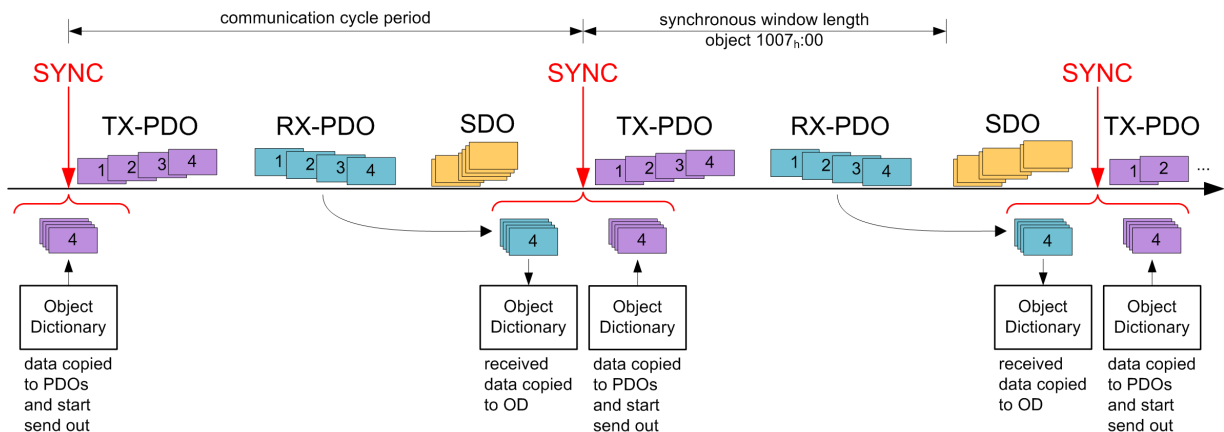 communication cycle period
synchronous window length
object 1007h:00
SYNC
SYNC
SYNC
TX-PDO
RX-PDO
SDO
TX-PDO
RX-PDO
SDO
TX-PDO
1 2 3 4
1 2 3 4
1 2 3 4
1 2 3 4
1 2 ...
4
4
4
4
4
Object
Dictionary
data copied
to PDOs
and start
send out
Object
Dictionary
received
data copied
to OD
Object
Dictionary
data copied
to PDOs
and start
send out
Object
Dictionary
received
data copied
to OD
Object
Dictionary
data copied
to PDOs
and start
send out